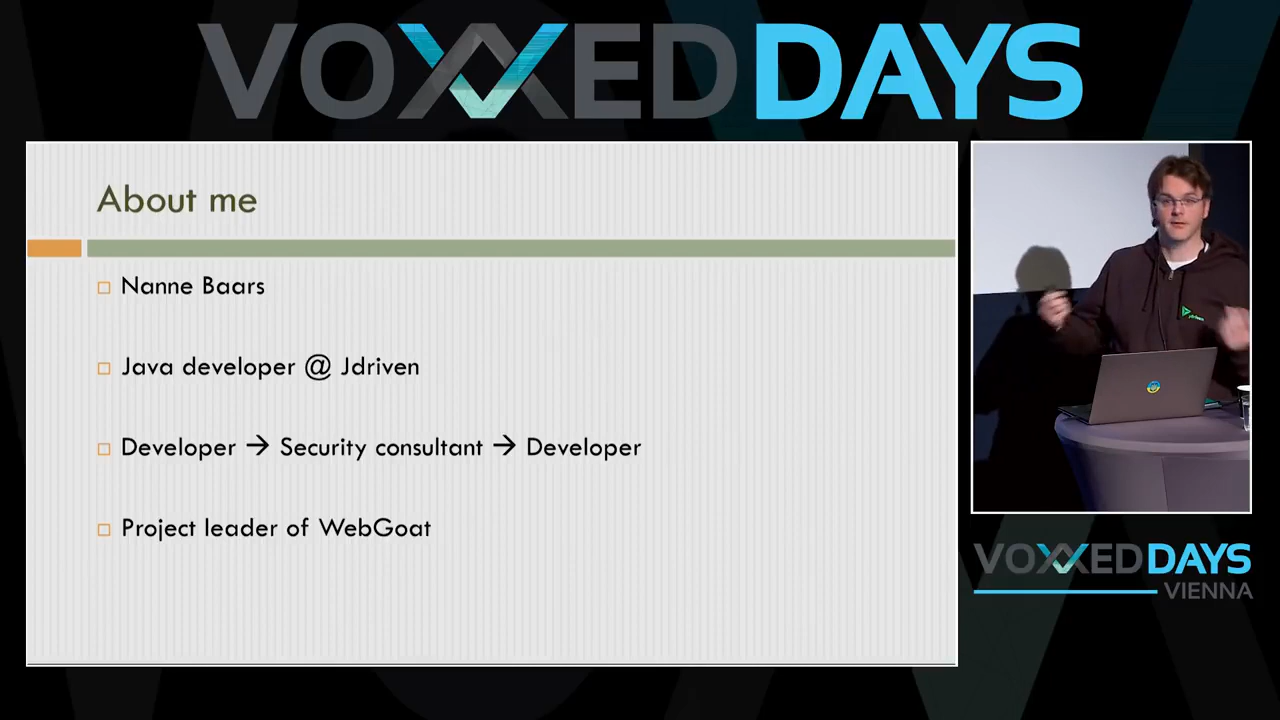 VOXXED DAYS
About me
Nanne Baars
Java developer @ Jdriven
Developer → Security consultant → Developer
Project leader of WebGoat
VOXXED DAYS
VIENNA